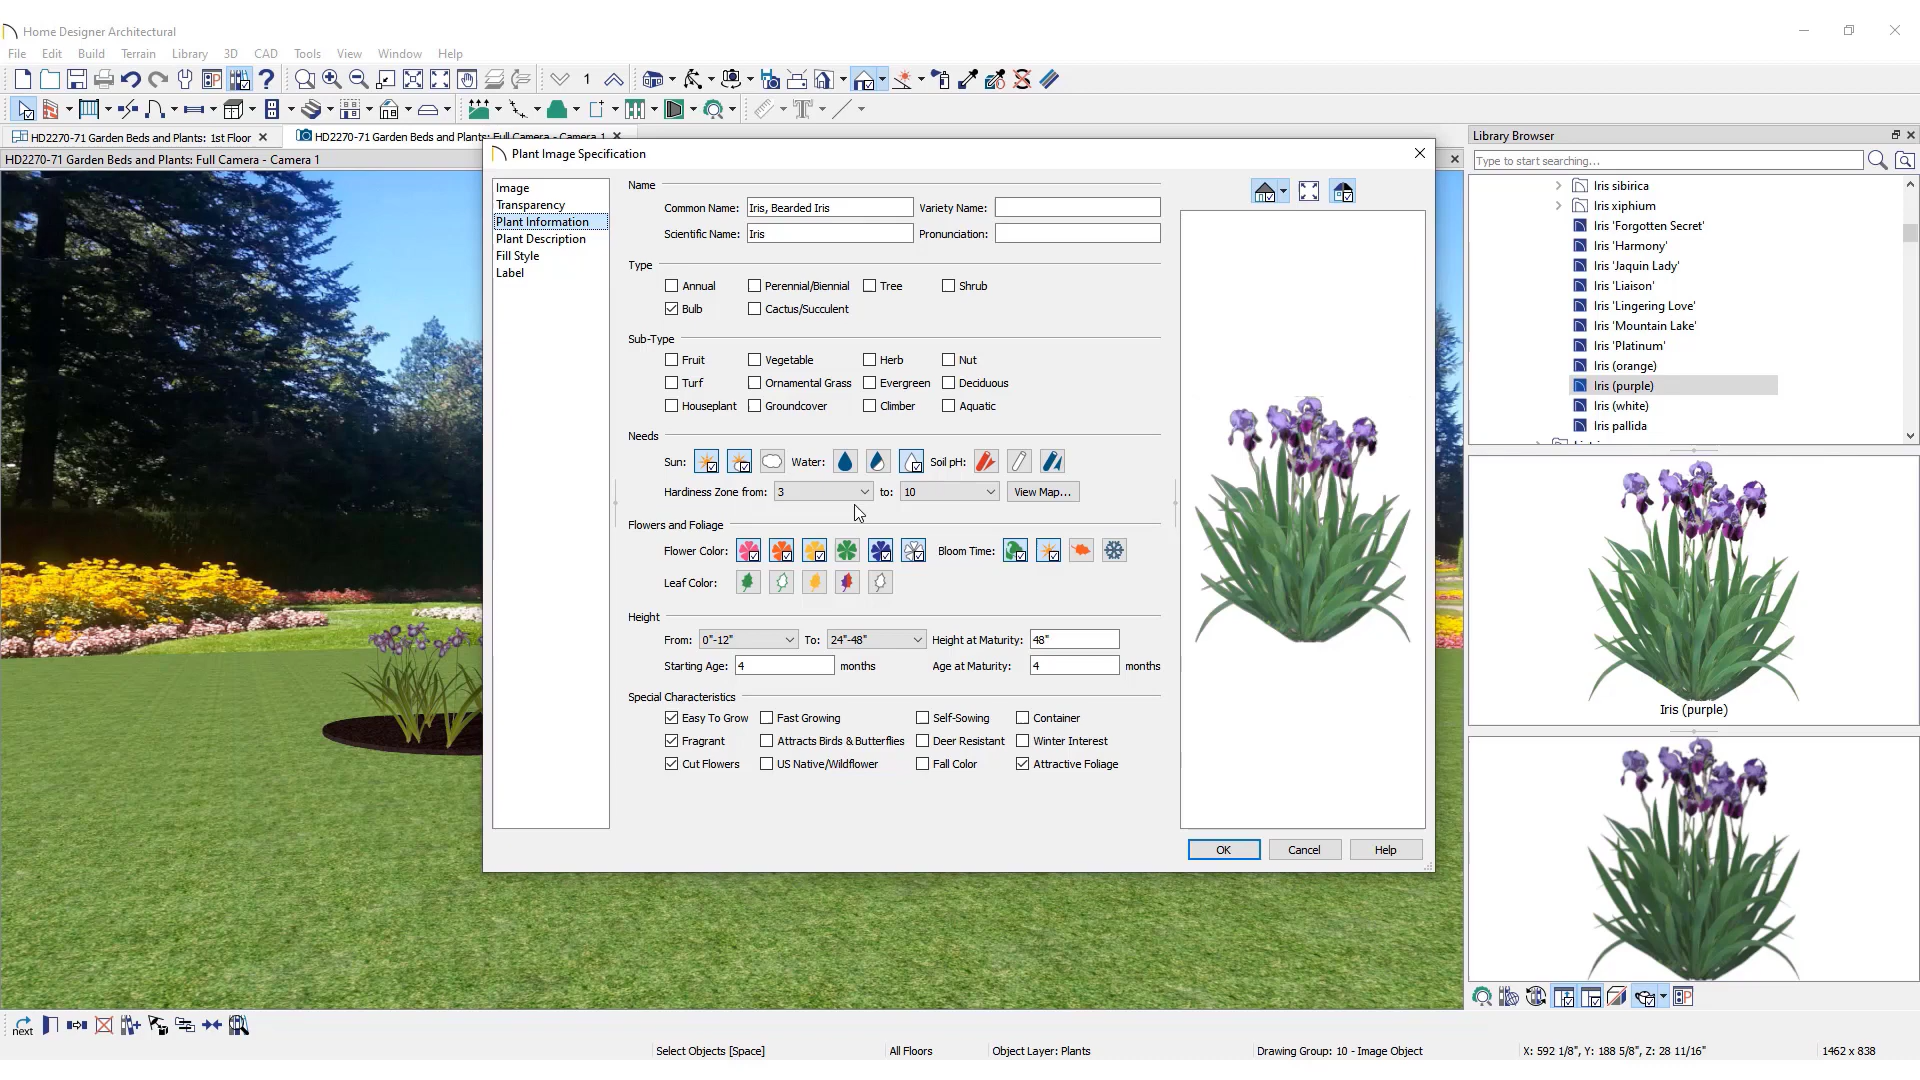 Home Designer Architectural
File Edit Build Terrain Library 3D CAD Tools View Window Help
1
HD2270-71 Garden Beds and Plants: 1st Floor
HD2270-71 Garden Beds and Plants: Full Camera - Camera 1
HD2270-71 Garden Beds and Plants: Full Camera - Camera 1
Plant Image Specification
Image
Transparency
Plant Information
Plant Description
Fill Style
Label
Name
Common Name: Iris, Bearded Iris Variety Name:
Scientific Name: Iris Pronunciation:
Type
Annual Perennial/Biennial Tree Shrub
Bulb Cactus/Succulent
Sub-Type
Fruit Vegetable Herb Nut
Turf Ornamental Grass Evergreen Deciduous
Houseplant Groundcover Climber Aquatic
Needs
Sun: Water: Soil pH:
Hardiness Zone from: 3 to: 10 View Map...
Flowers and Foliage
Flower Color: Bloom Time:
Leaf Color:
Height
From: 0"-12" To: 24"-48" Height at Maturity: 48"
Starting Age: 4 months Age at Maturity: 4 months
Special Characteristics
Easy To Grow Fast Growing Self-Sowing Container
Fragrant Attracts Birds & Butterflies Deer Resistant Winter Interest
Cut Flowers US Native/Wildflower Fall Color Attractive Foliage
OK Cancel Help
Library Browser
Type to start searching...
Iris sibirica
Iris xiphium
Iris 'Forgotten Secret'
Iris 'Harmony'
Iris 'Jaquin Lady'
Iris 'Liaison'
Iris 'Lingering Love'
Iris 'Mountain Lake'
Iris 'Platinum'
Iris (orange)
Iris (purple)
Iris (white)
Iris pallida
Iris (purple)
next
Select Objects [Space] All Floors Object Layer: Plants Drawing Group: 10 - Image Object X: 592 1/8", Y: 188 5/8", Z: 28 11/16" 1462 x 838